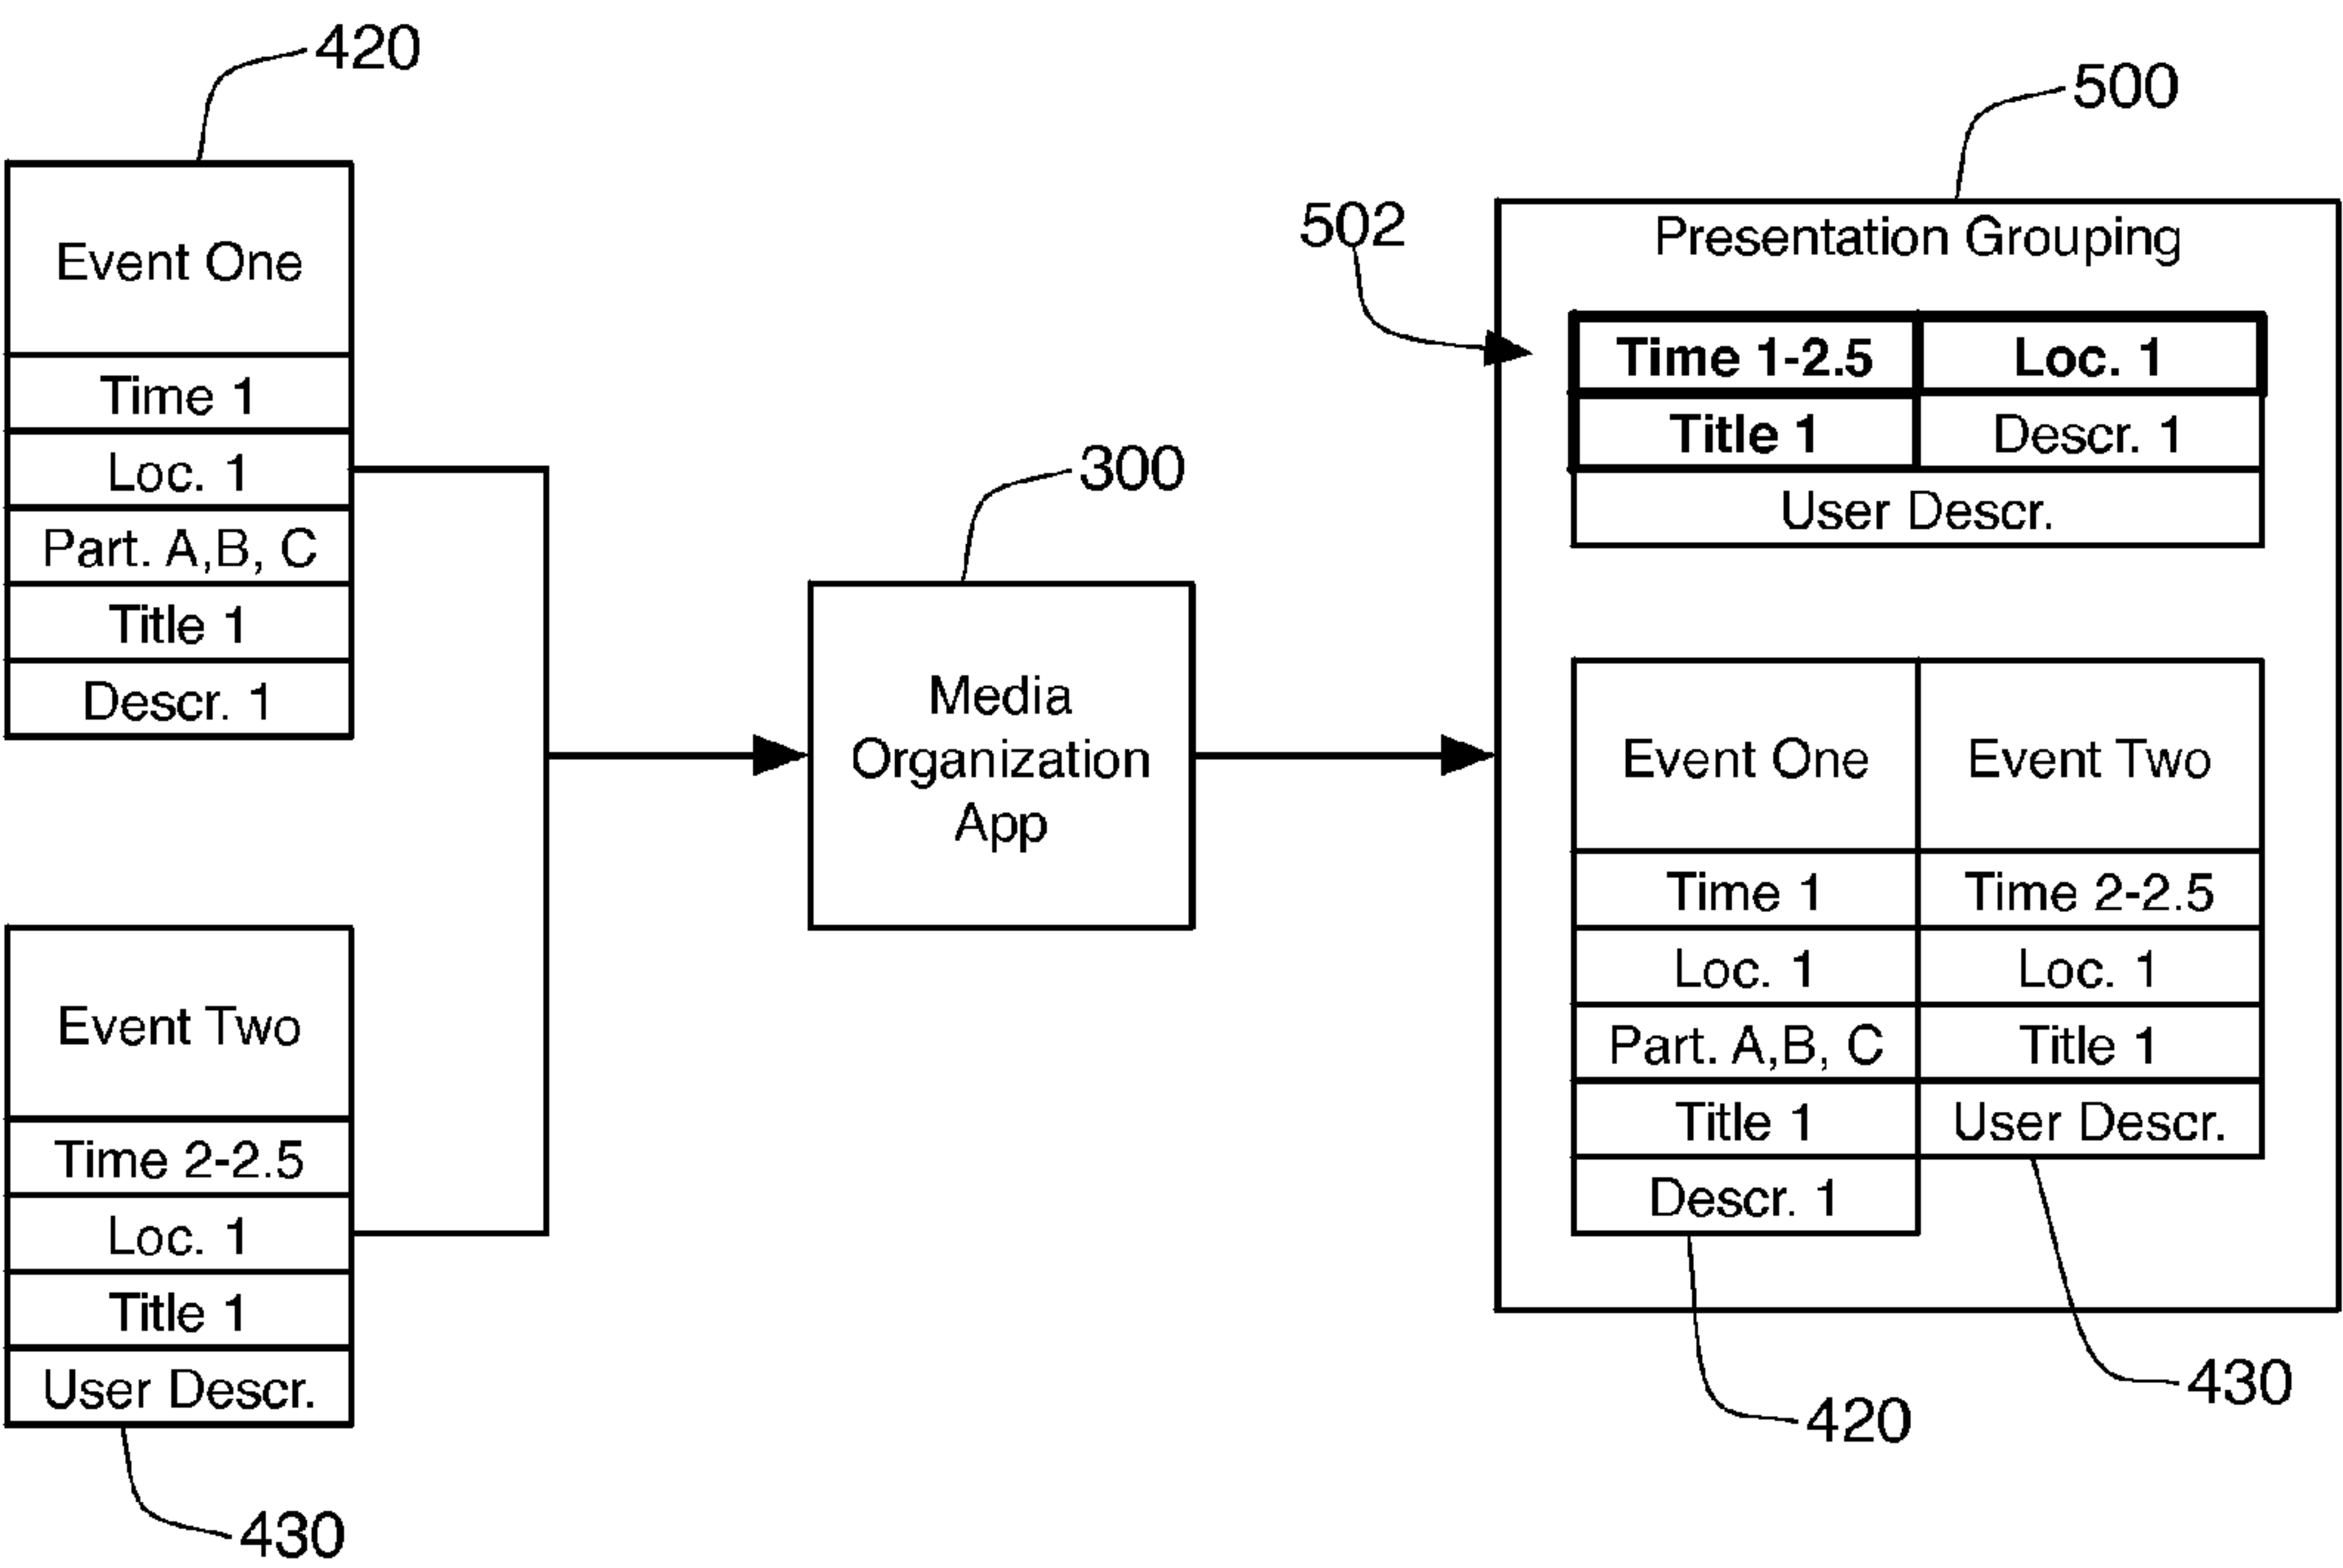 420
Event One
Time 1
Loc. 1
Part. A,B, C
Title 1
Descr. 1
Event Two
Time 2-2.5
Loc. 1
Title 1
User Descr.
430
300
Media
Organization
App
500
502
Presentation Grouping
Time 1-2.5 Loc. 1
Title 1 Descr. 1
User Descr.
Event One Event Two
Time 1 Time 2-2.5
Loc. 1 Loc. 1
Part. A,B, C Title 1
Title 1 User Descr.
Descr. 1
430
420